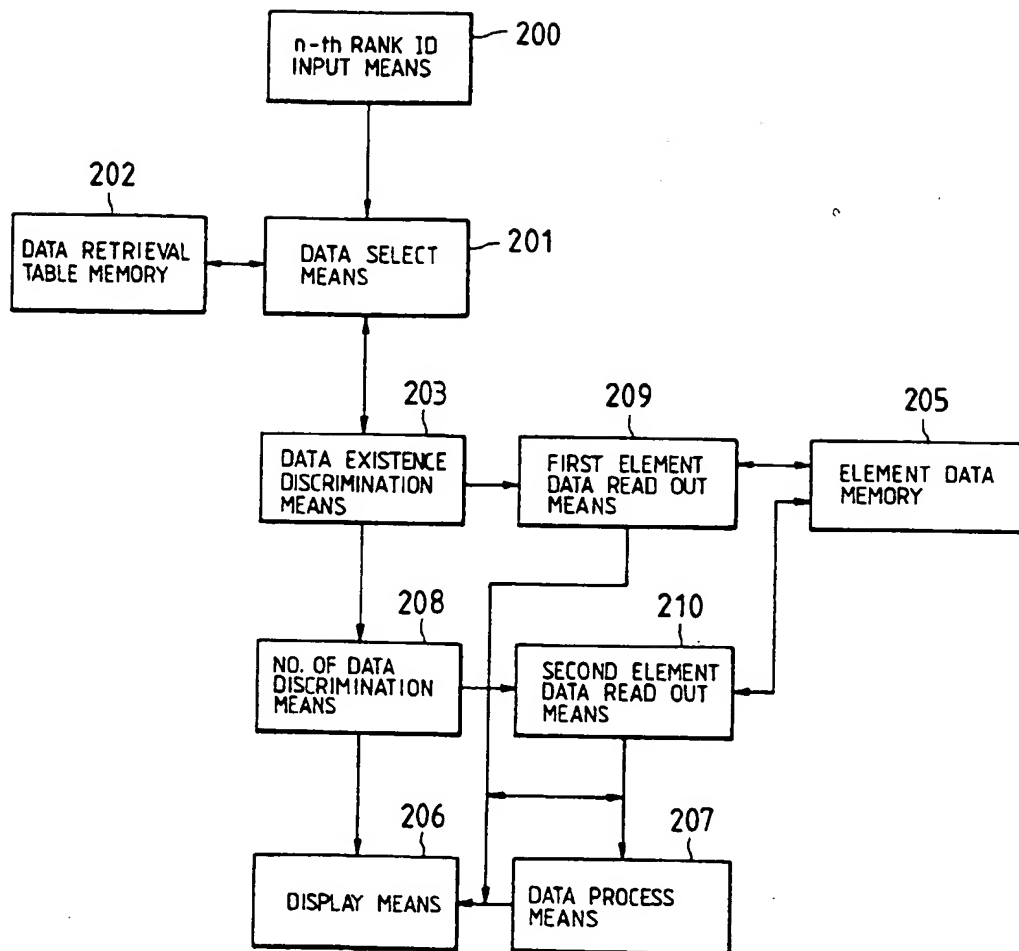 n-th RANK ID
INPUT MEANS
200
202
DATA RETRIEVAL
TABLE MEMORY
DATA SELECT
MEANS
201
203
DATA EXISTENCE
DISCRIMINATION
MEANS
209
FIRST ELEMENT
DATA READ OUT
MEANS
205
ELEMENT DATA
MEMORY
208
NO. OF DATA
DISCRIMINATION
MEANS
210
SECOND ELEMENT
DATA READ OUT
MEANS
206
DISPLAY MEANS
207
DATA PROCESS
MEANS